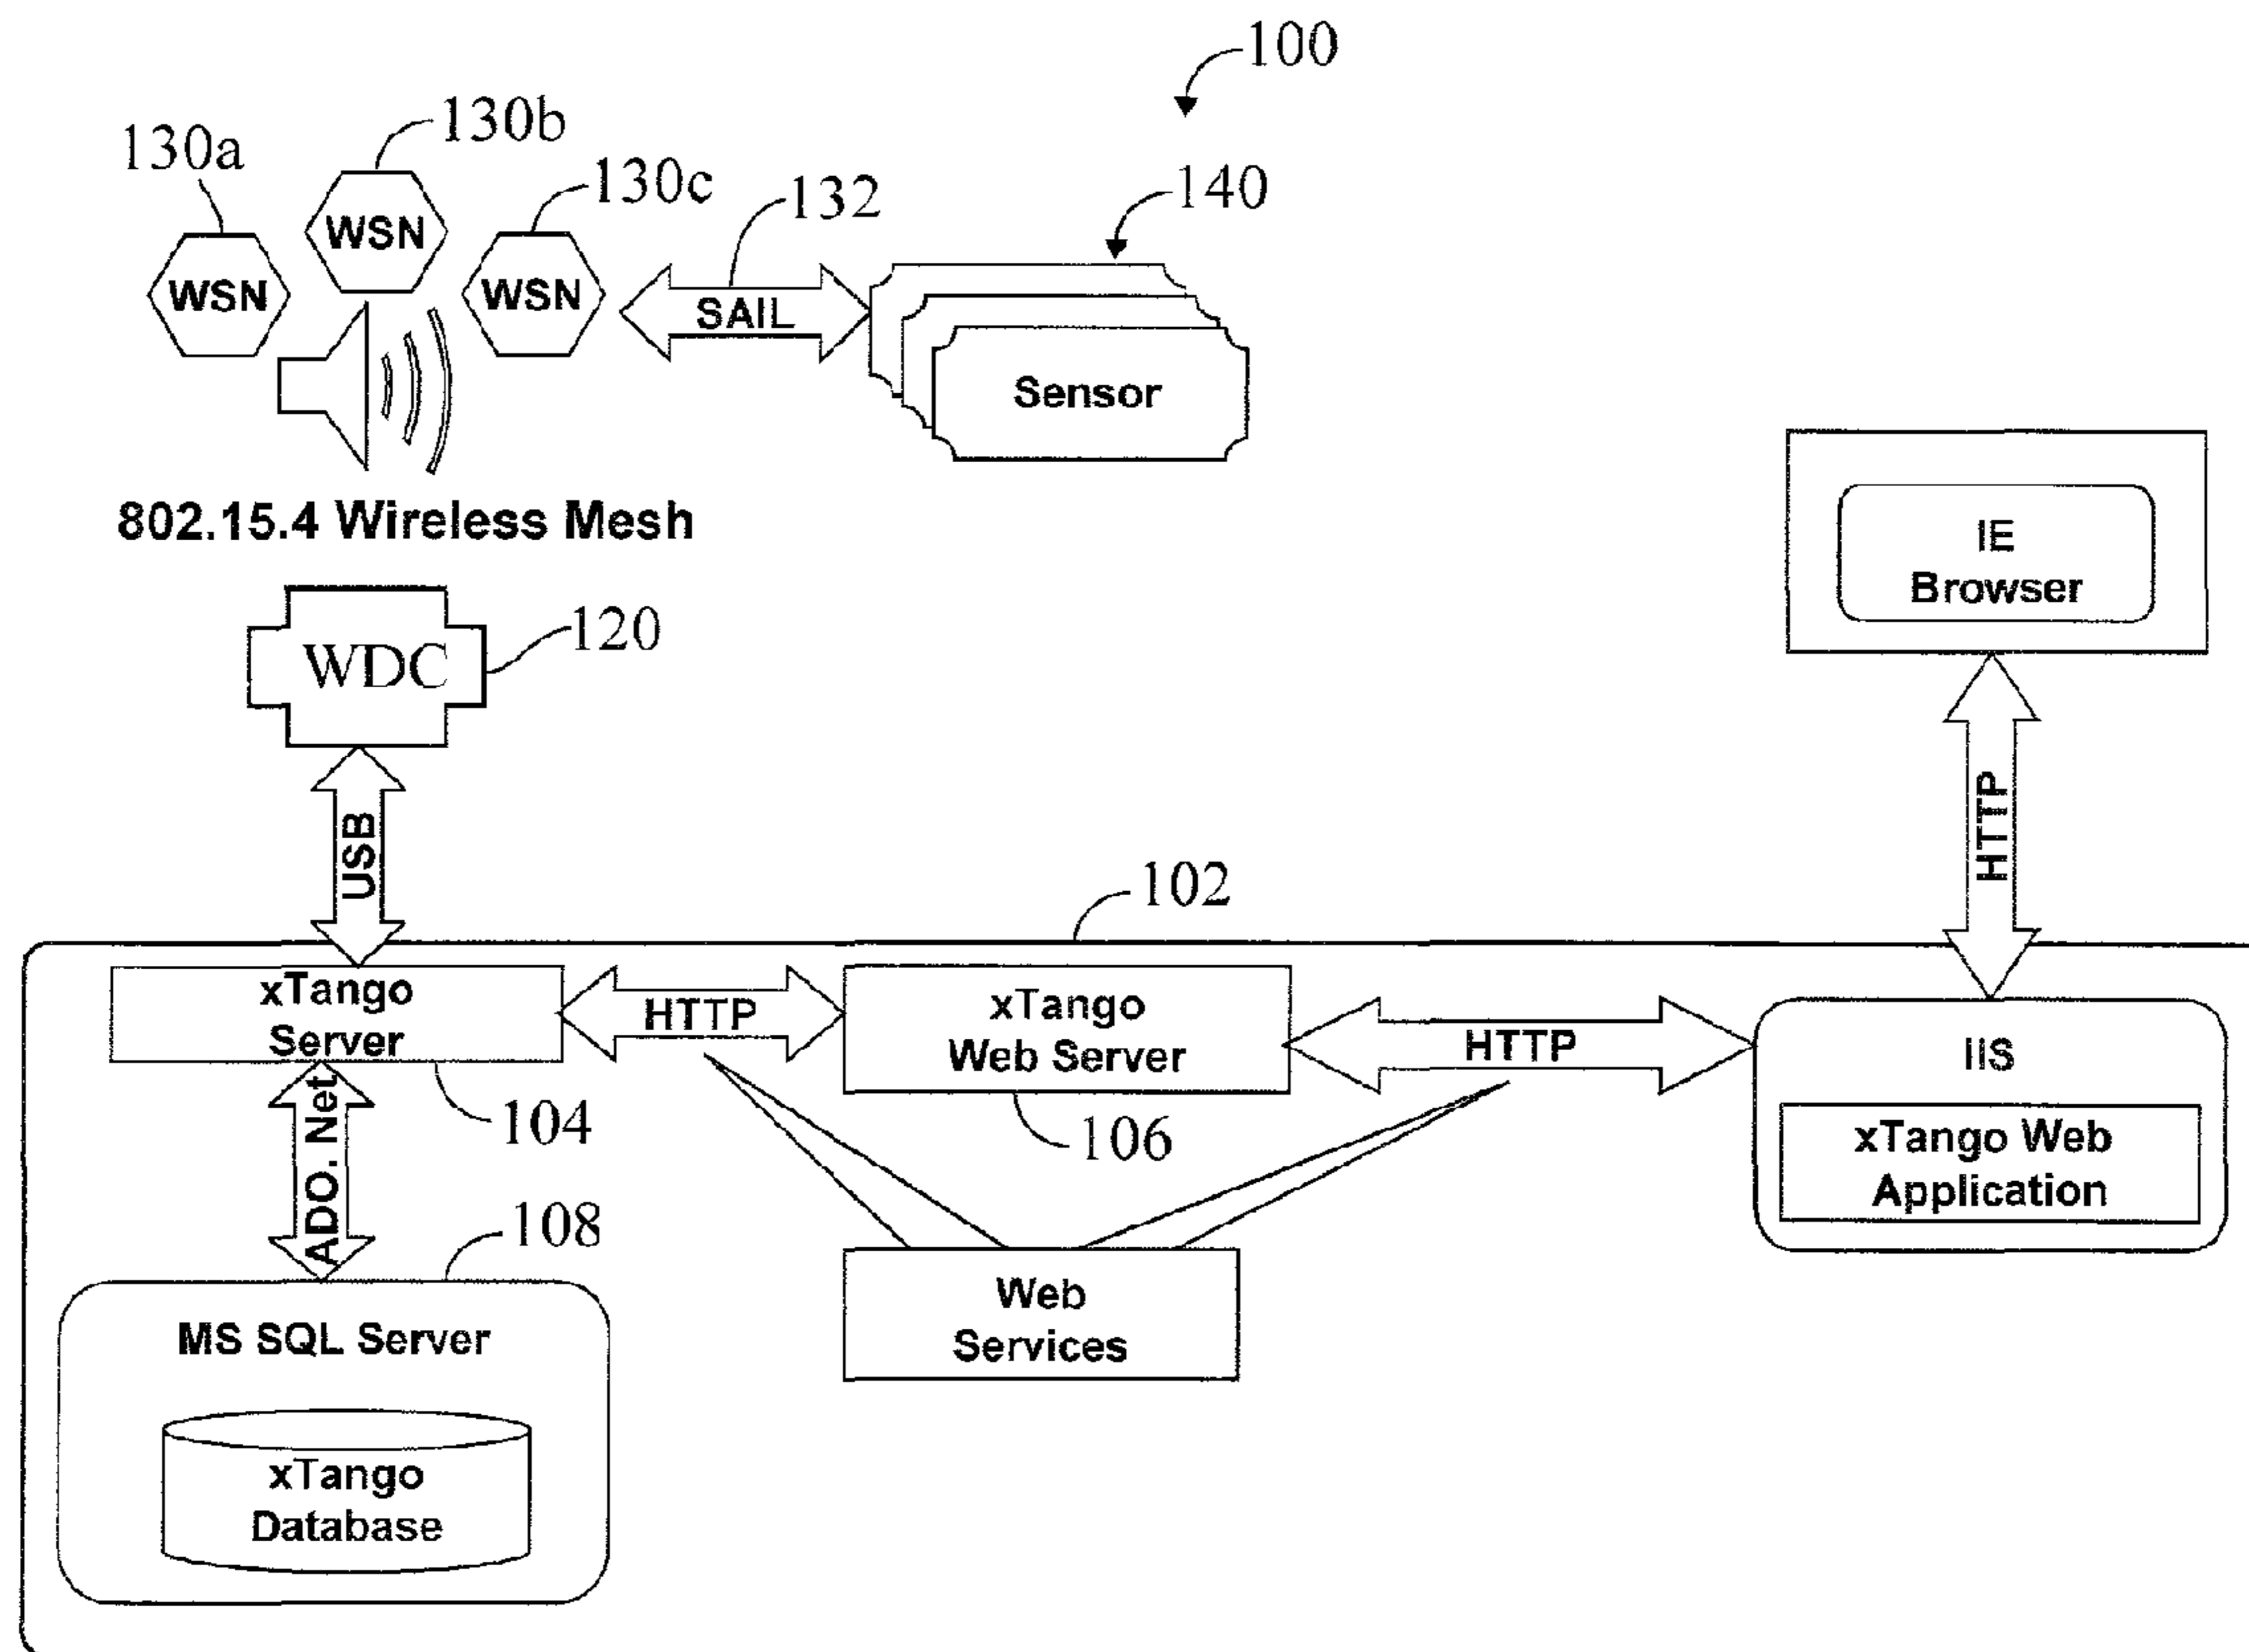 100
130b
130a
130c
132
140
WSN
WSN
WSN
SAIL
Sensor
802.15.4 Wireless Mesh
IE
Browser
WDC
120
USB
HTTP
102
xTango
Server
HTTP
xTango
Web Server
HTTP
IIS
xTango Web
Application
104
106
ADO.Net
108
Web
Services
MS SQL Server
xTango
Database